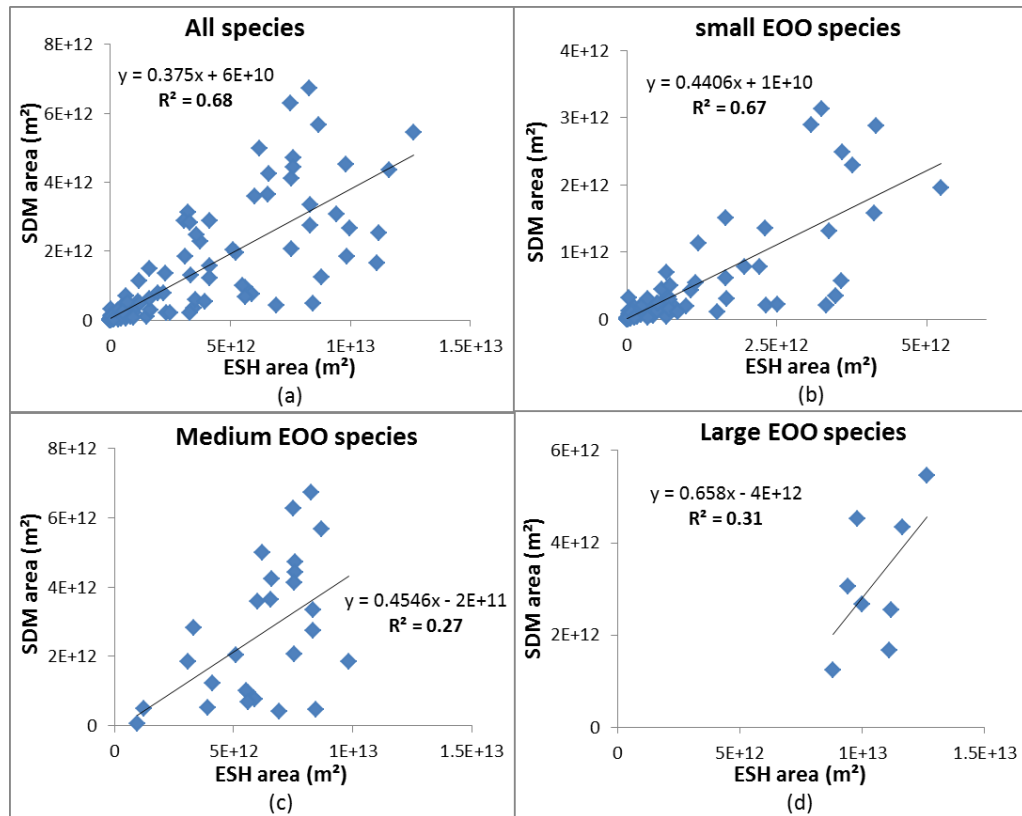 All species
8E+12
y = 0.375x + 6E+10
R² = 0.68
6E+12
4E+12
2E+12
0
SDM area (m²)
0 5E+12 1E+13 1.5E+13
ESH area (m²)
(a)
small EOO species
4E+12
y = 0.4406x + 1E+10
R² = 0.67
3E+12
2E+12
1E+12
0
SDM area (m²)
0 2.5E+12 5E+12
ESH area (m²)
(b)
Medium EOO species
8E+12
6E+12
4E+12
y = 0.4546x - 2E+11
R² = 0.27
2E+12
0
SDM area (m²)
0 5E+12 1E+13 1.5E+13
ESH area (m²)
(c)
Large EOO species
6E+12
y = 0.658x - 4E+12
R² = 0.31
4E+12
2E+12
0
SDM area (m²)
0 5E+12 1E+13 1.5E+13
ESH area (m²)
(d)